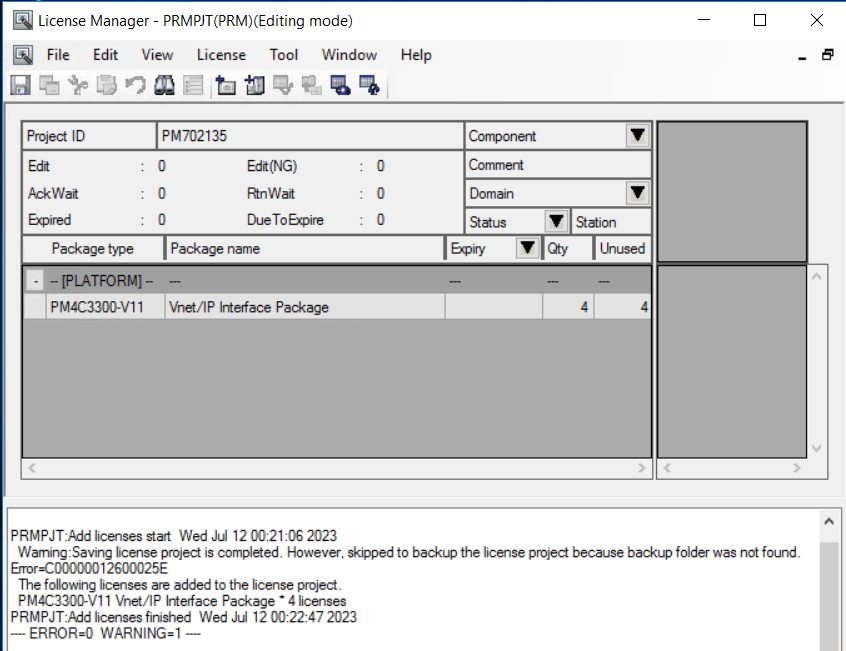 License Manager - PRMPJT(PRM)(Editing mode)
File Edit View License Tool Window Help
Project ID PM702135 Component
Edit : 0 Edit(NG) : 0 Comment
AckWait : 0 RtnWait : 0 Domain
Expired : 0 DueToExpire : 0 Status Station
Package type Package name Expiry Qty Unused
- -- [PLATFORM] -- --- --- --- ---
PM4C3300-V11 Vnet/IP Interface Package 4 4
PRMPJT:Add licenses start Wed Jul 12 00:21:06 2023
Warning:Saving license project is completed. However, skipped to backup the license project because backup folder was not found.
Error=C00000012600025E
The following licenses are added to the license project.
PM4C3300-V11 Vnet/IP Interface Package * 4 licenses
PRMPJT:Add licenses finished Wed Jul 12 00:22:47 2023
---- ERROR=0 WARNING=1 ----